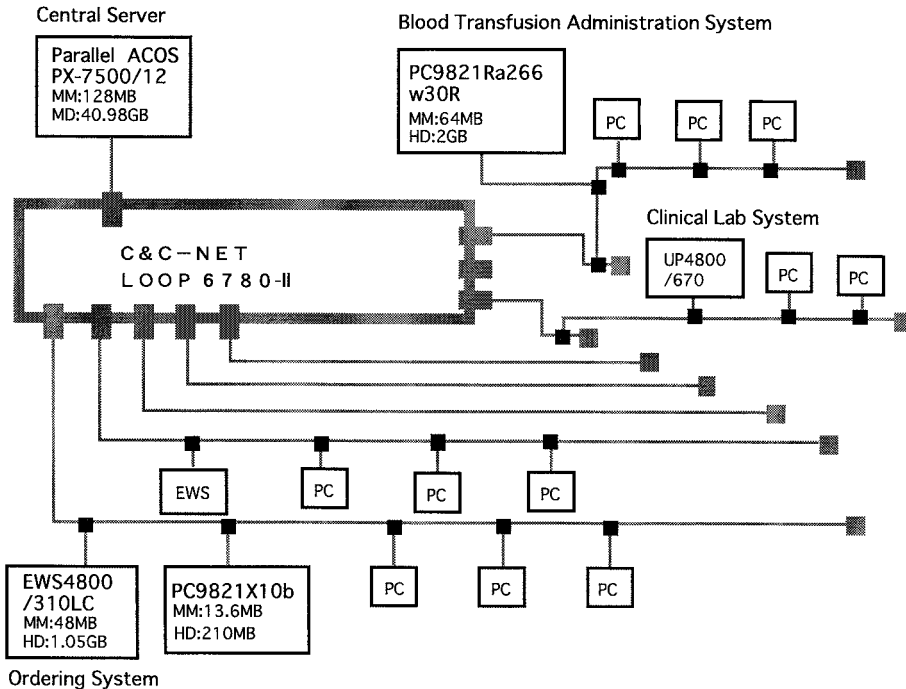 Central Server
Blood Transfusion Administration System
Parallel ACOS
PX-7500/12
MM:128MB
MD:40.98GB
PC9821Ra266
w30R
MM:64MB
HD:2GB
PC
PC
PC
Clinical Lab System
C&C-NET
LOOP 6780-II
UP4800
/670
PC
PC
EWS
PC
PC
PC
EWS4800
/310LC
MM:48MB
HD:1.05GB
PC9821X10b
MM:13.6MB
HD:210MB
PC
PC
PC
Ordering System